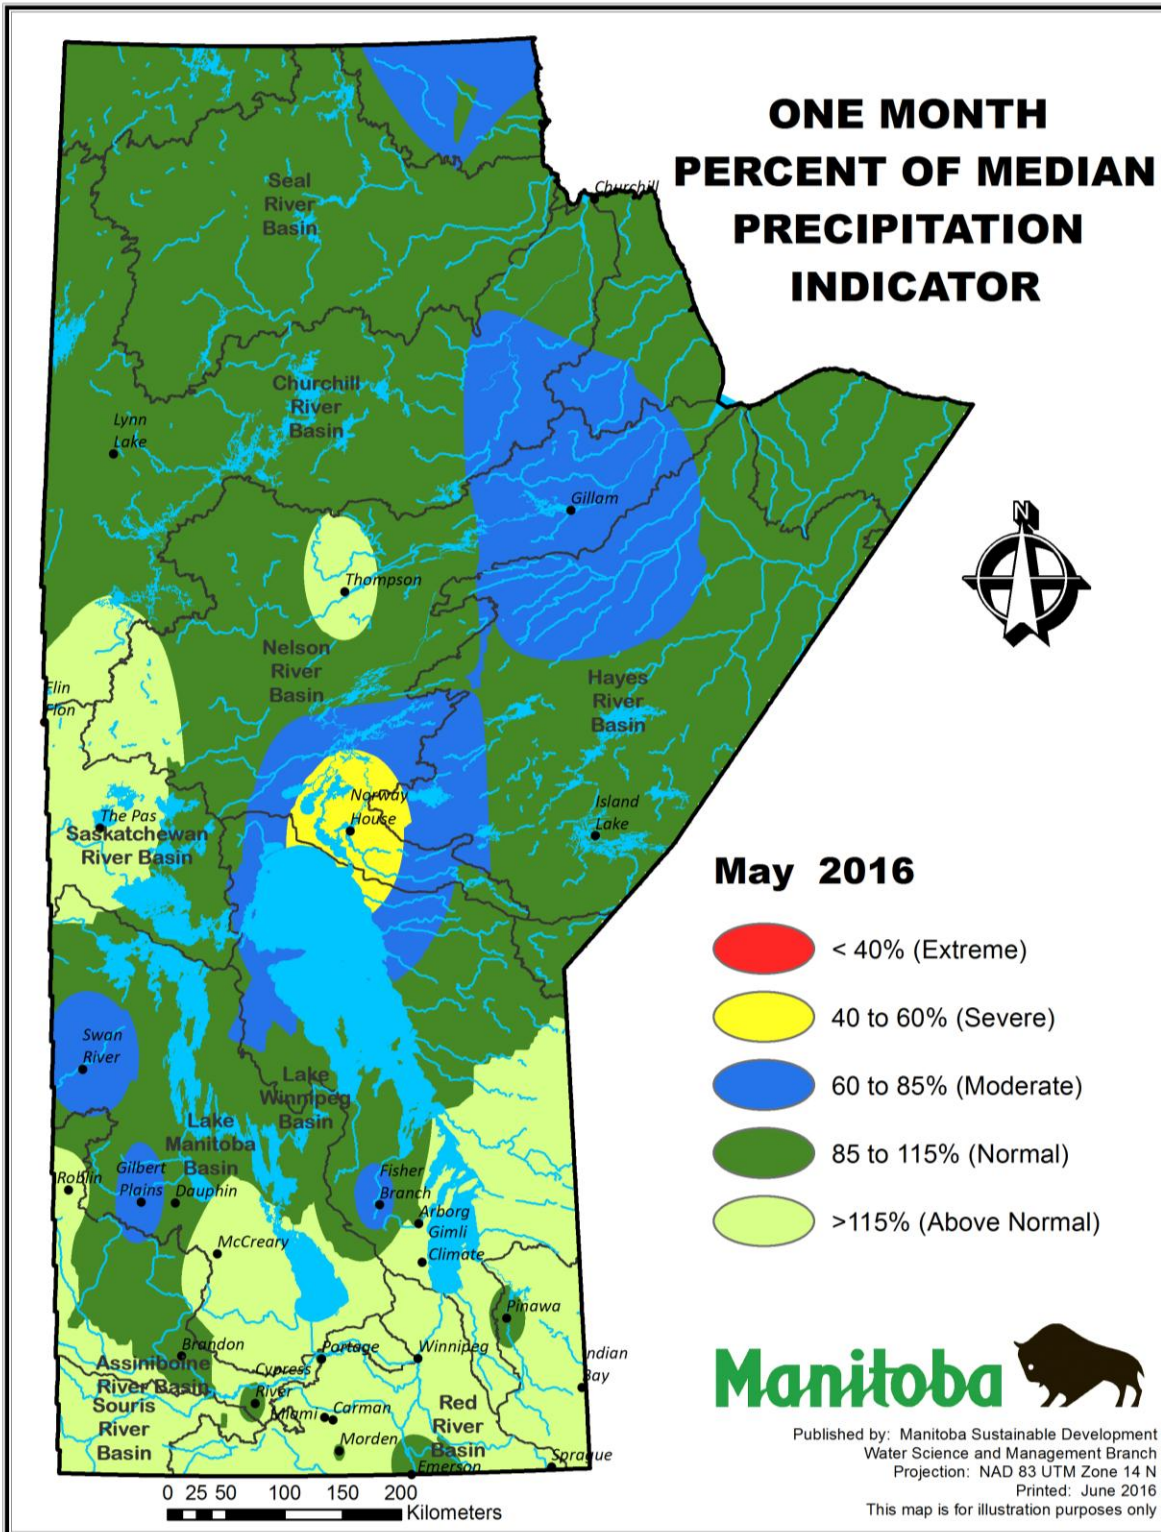 ONE MONTH
PERCENT OF MEDIAN
PRECIPITATION
INDICATOR
Churchill
Seal
River
Basin
Churchill
River
Basin
Lynn
Lake
Gillam
N
Thompson
Nelson
River
Basin
Hayes
River
Basin
Flin
Flon
Norway
House
Island
Lake
The Pas
Saskatchewan
River Basin
Swan
River
Lake
Winnipeg
Basin
Lake
Manitoba
Basin
Roblin
Gilbert
Plains
Dauphin
Fisher
Branch
Arborg
Gimli
Climate
McCreary
Pinawa
Brandon
Portage
Winnipeg
ndian
Bay
Assiniboine
River Basin
Cypress
River
Souris
River
Basin
Miami
Carman
Morden
Red
River
Basin
Emerson
Sprague
0 25 50 100 150 200
Kilometers
May 2016
< 40% (Extreme)
40 to 60% (Severe)
60 to 85% (Moderate)
85 to 115% (Normal)
>115% (Above Normal)
Manitoba
Published by: Manitoba Sustainable Development
Water Science and Management Branch
Projection: NAD 83 UTM Zone 14 N
Printed: June 2016
This map is for illustration purposes only